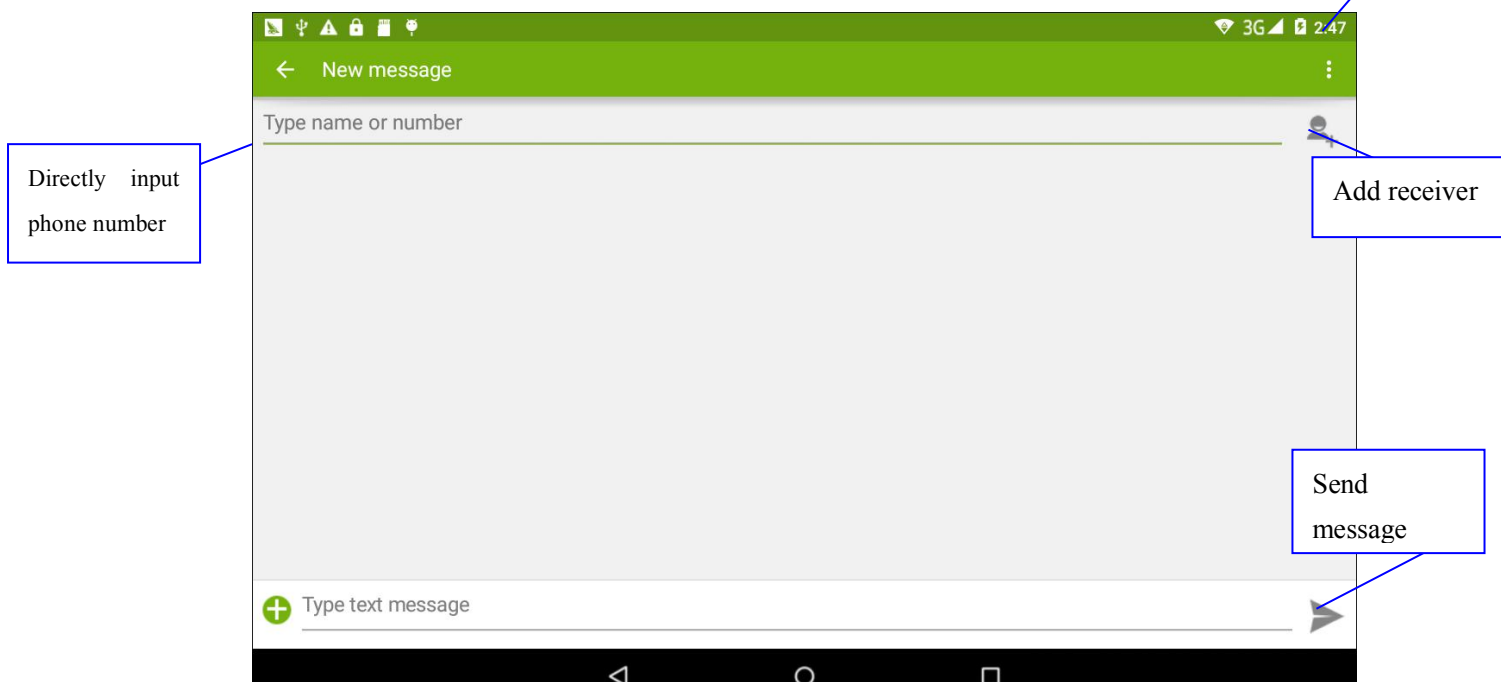 3G 2:47
New message
Type name or number
Directly input
phone number
Add receiver
Send
message
Type text message